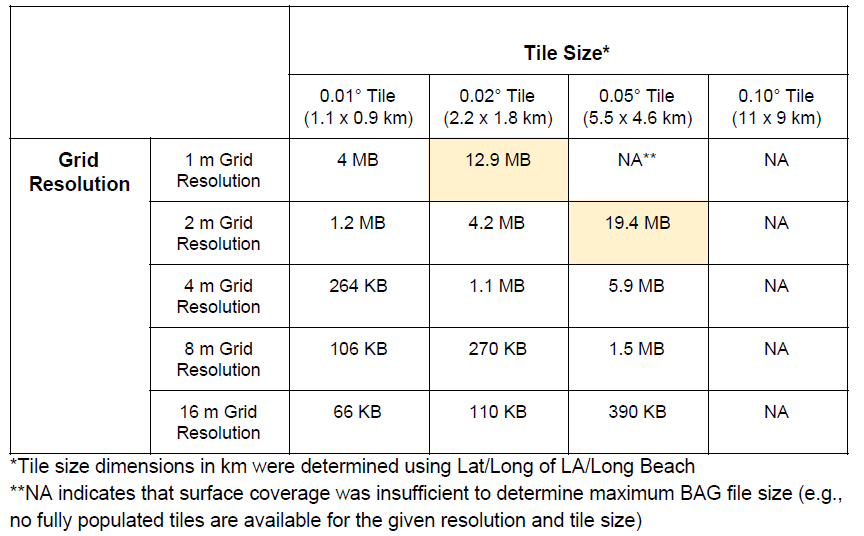 Tile Size*
0.01° Tile 0.02° Tile 0.05° Tile 0.10° Tile
(1.1 x 0.9 km) (2.2 x 1.8 km) (5.5 x 4.6 km) (11 x 9 km)
Grid Resolution
1 m Grid Resolution 4 MB 12.9 MB NA** NA
2 m Grid Resolution 1.2 MB 4.2 MB 19.4 MB NA
4 m Grid Resolution 264 KB 1.1 MB 5.9 MB NA
8 m Grid Resolution 106 KB 270 KB 1.5 MB NA
16 m Grid Resolution 66 KB 110 KB 390 KB NA
*Tile size dimensions in km were determined using Lat/Long of LA/Long Beach
**NA indicates that surface coverage was insufficient to determine maximum BAG file size (e.g.,
no fully populated tiles are available for the given resolution and tile size)